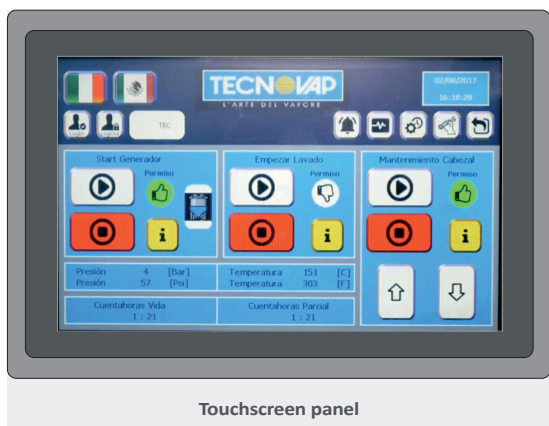 TECNOVAP
L'ARTE DEL VAPORE
02/08/2017
16:18:28
Login
Logout
TEC
Start Generador
Permiso
i
Empezar Lavado
Permiso
i
Mantenimiento Cabezal
Permiso
i
Presión 4 [Bar]
Presión 57 [Psi]
Temperatura 151 [C]
Temperatura 303 [F]
Cuentahoras Vida
1 : 21
Cuentahoras Parcial
1 : 21
Touchscreen panel